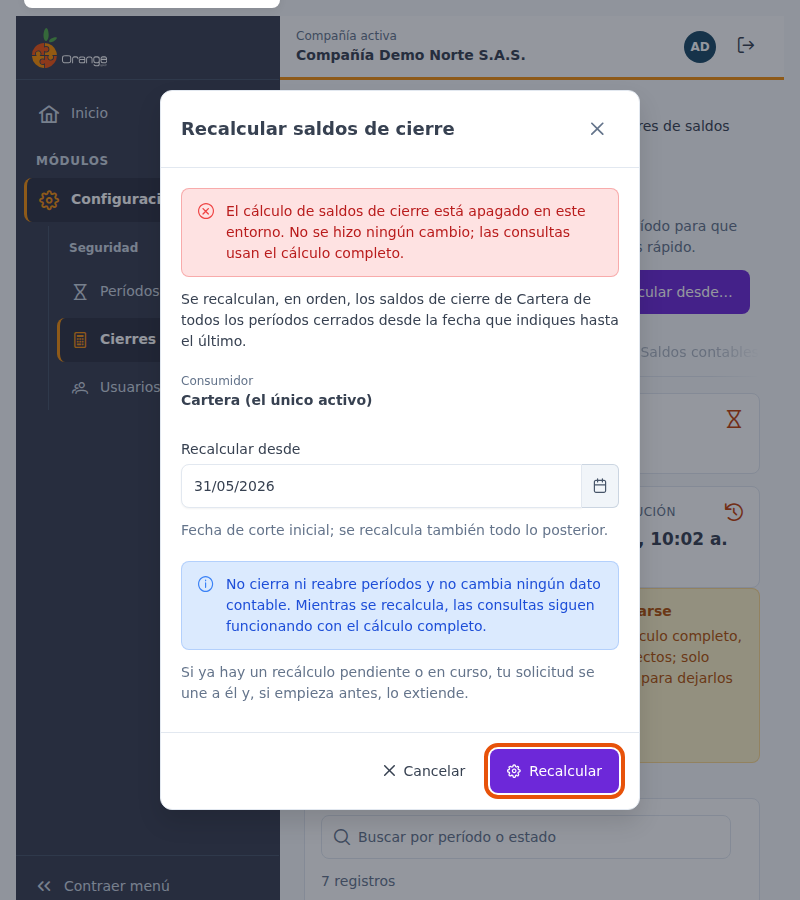 Orange
Compañía activa
Compañía Demo Norte S.A.S.
AD
Inicio
MÓDULOS
Configuraci
Seguridad
Períodos
Cierres
Usuarios
Contraer menú
res de saldos
íodo para que
rápido.
cular desde...
Saldos contables
UCIÓN
, 10:02 a.
arse
culo completo,
ectos; solo
para dejarlos
Recalcular saldos de cierre
El cálculo de saldos de cierre está apagado en este
entorno. No se hizo ningún cambio; las consultas
usan el cálculo completo.
Se recalculan, en orden, los saldos de cierre de Cartera de
todos los períodos cerrados desde la fecha que indiques hasta
el último.
Consumidor
Cartera (el único activo)
Recalcular desde
31/05/2026
Fecha de corte inicial; se recalcula también todo lo posterior.
No cierra ni reabre períodos y no cambia ningún dato
contable. Mientras se recalcula, las consultas siguen
funcionando con el cálculo completo.
Si ya hay un recálculo pendiente o en curso, tu solicitud se
une a él y, si empieza antes, lo extiende.
Cancelar
Recalcular
Buscar por período o estado
7 registros